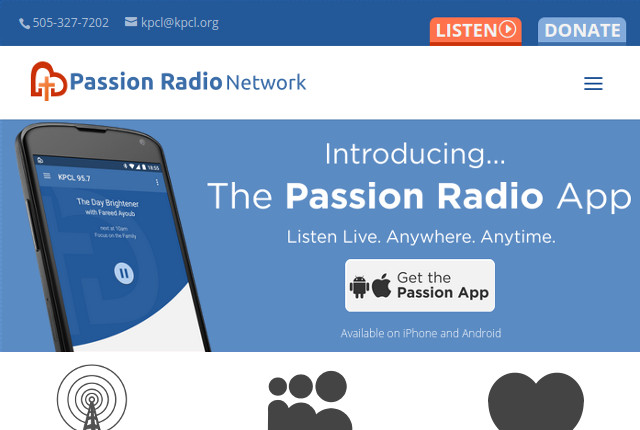 505-327-7202 kpcl@kpcl.org
LISTEN DONATE
Passion Radio Network
Introducing...
The Passion Radio App
Listen Live. Anywhere. Anytime.
Get the
Passion App
Available on iPhone and Android
18:55
KPCL 95.7
The Day Brightener
with Fareed Ayoub
next at 10am
Focus on the Family